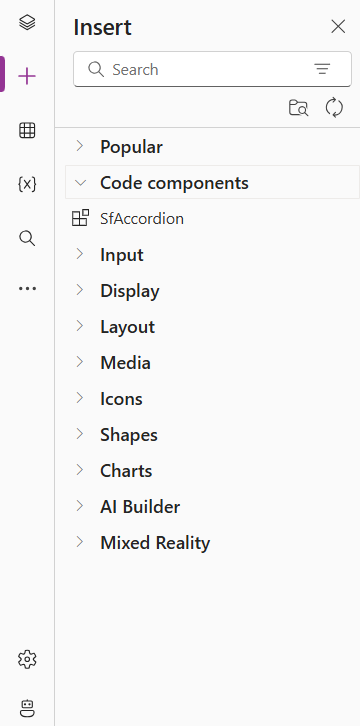 Insert
Search
Popular
Code components
SfAccordion
Input
Display
Layout
Media
Icons
Shapes
Charts
AI Builder
Mixed Reality